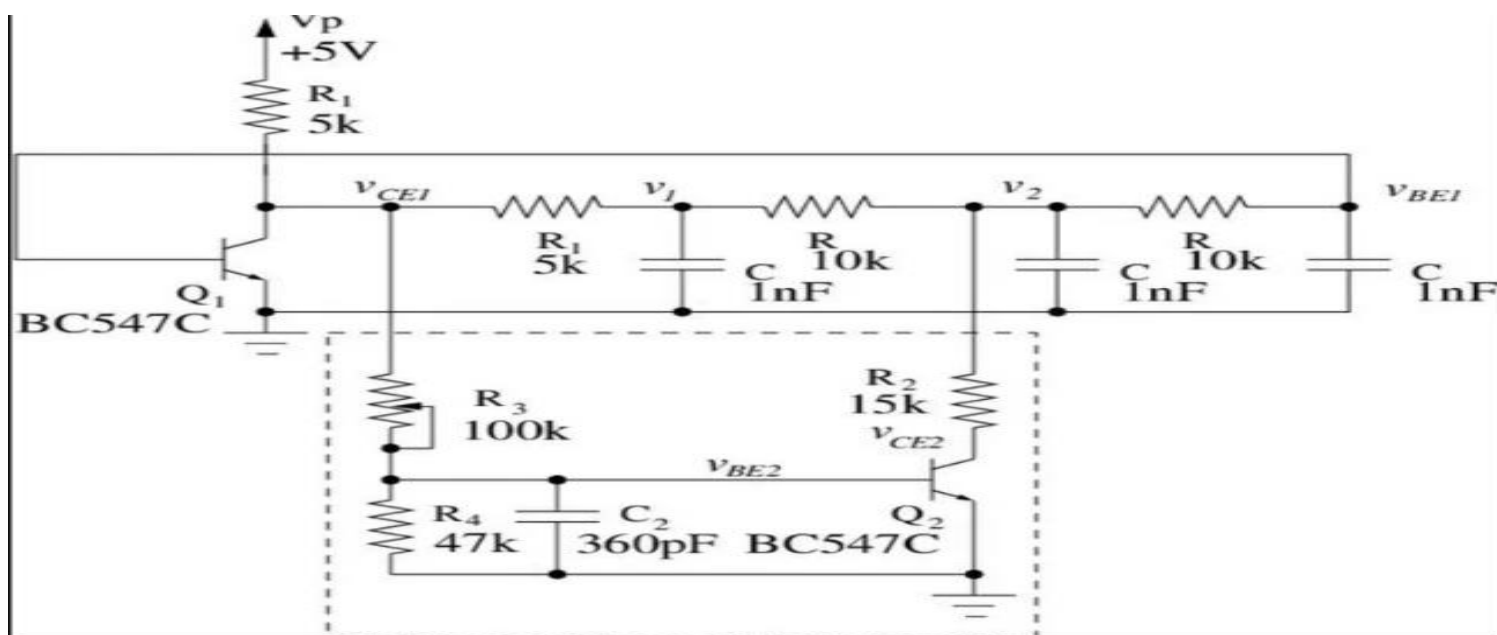 Vp
+5V
R1
5k
vCE1
v1
v2
vBE1
R1
5k
R
10k
R
10k
C
1nF
C
1nF
C
1nF
Q1
BC547C
R3
100k
R2
15k
vCE2
vBE2
R4
47k
C2
360pF
Q2
BC547C